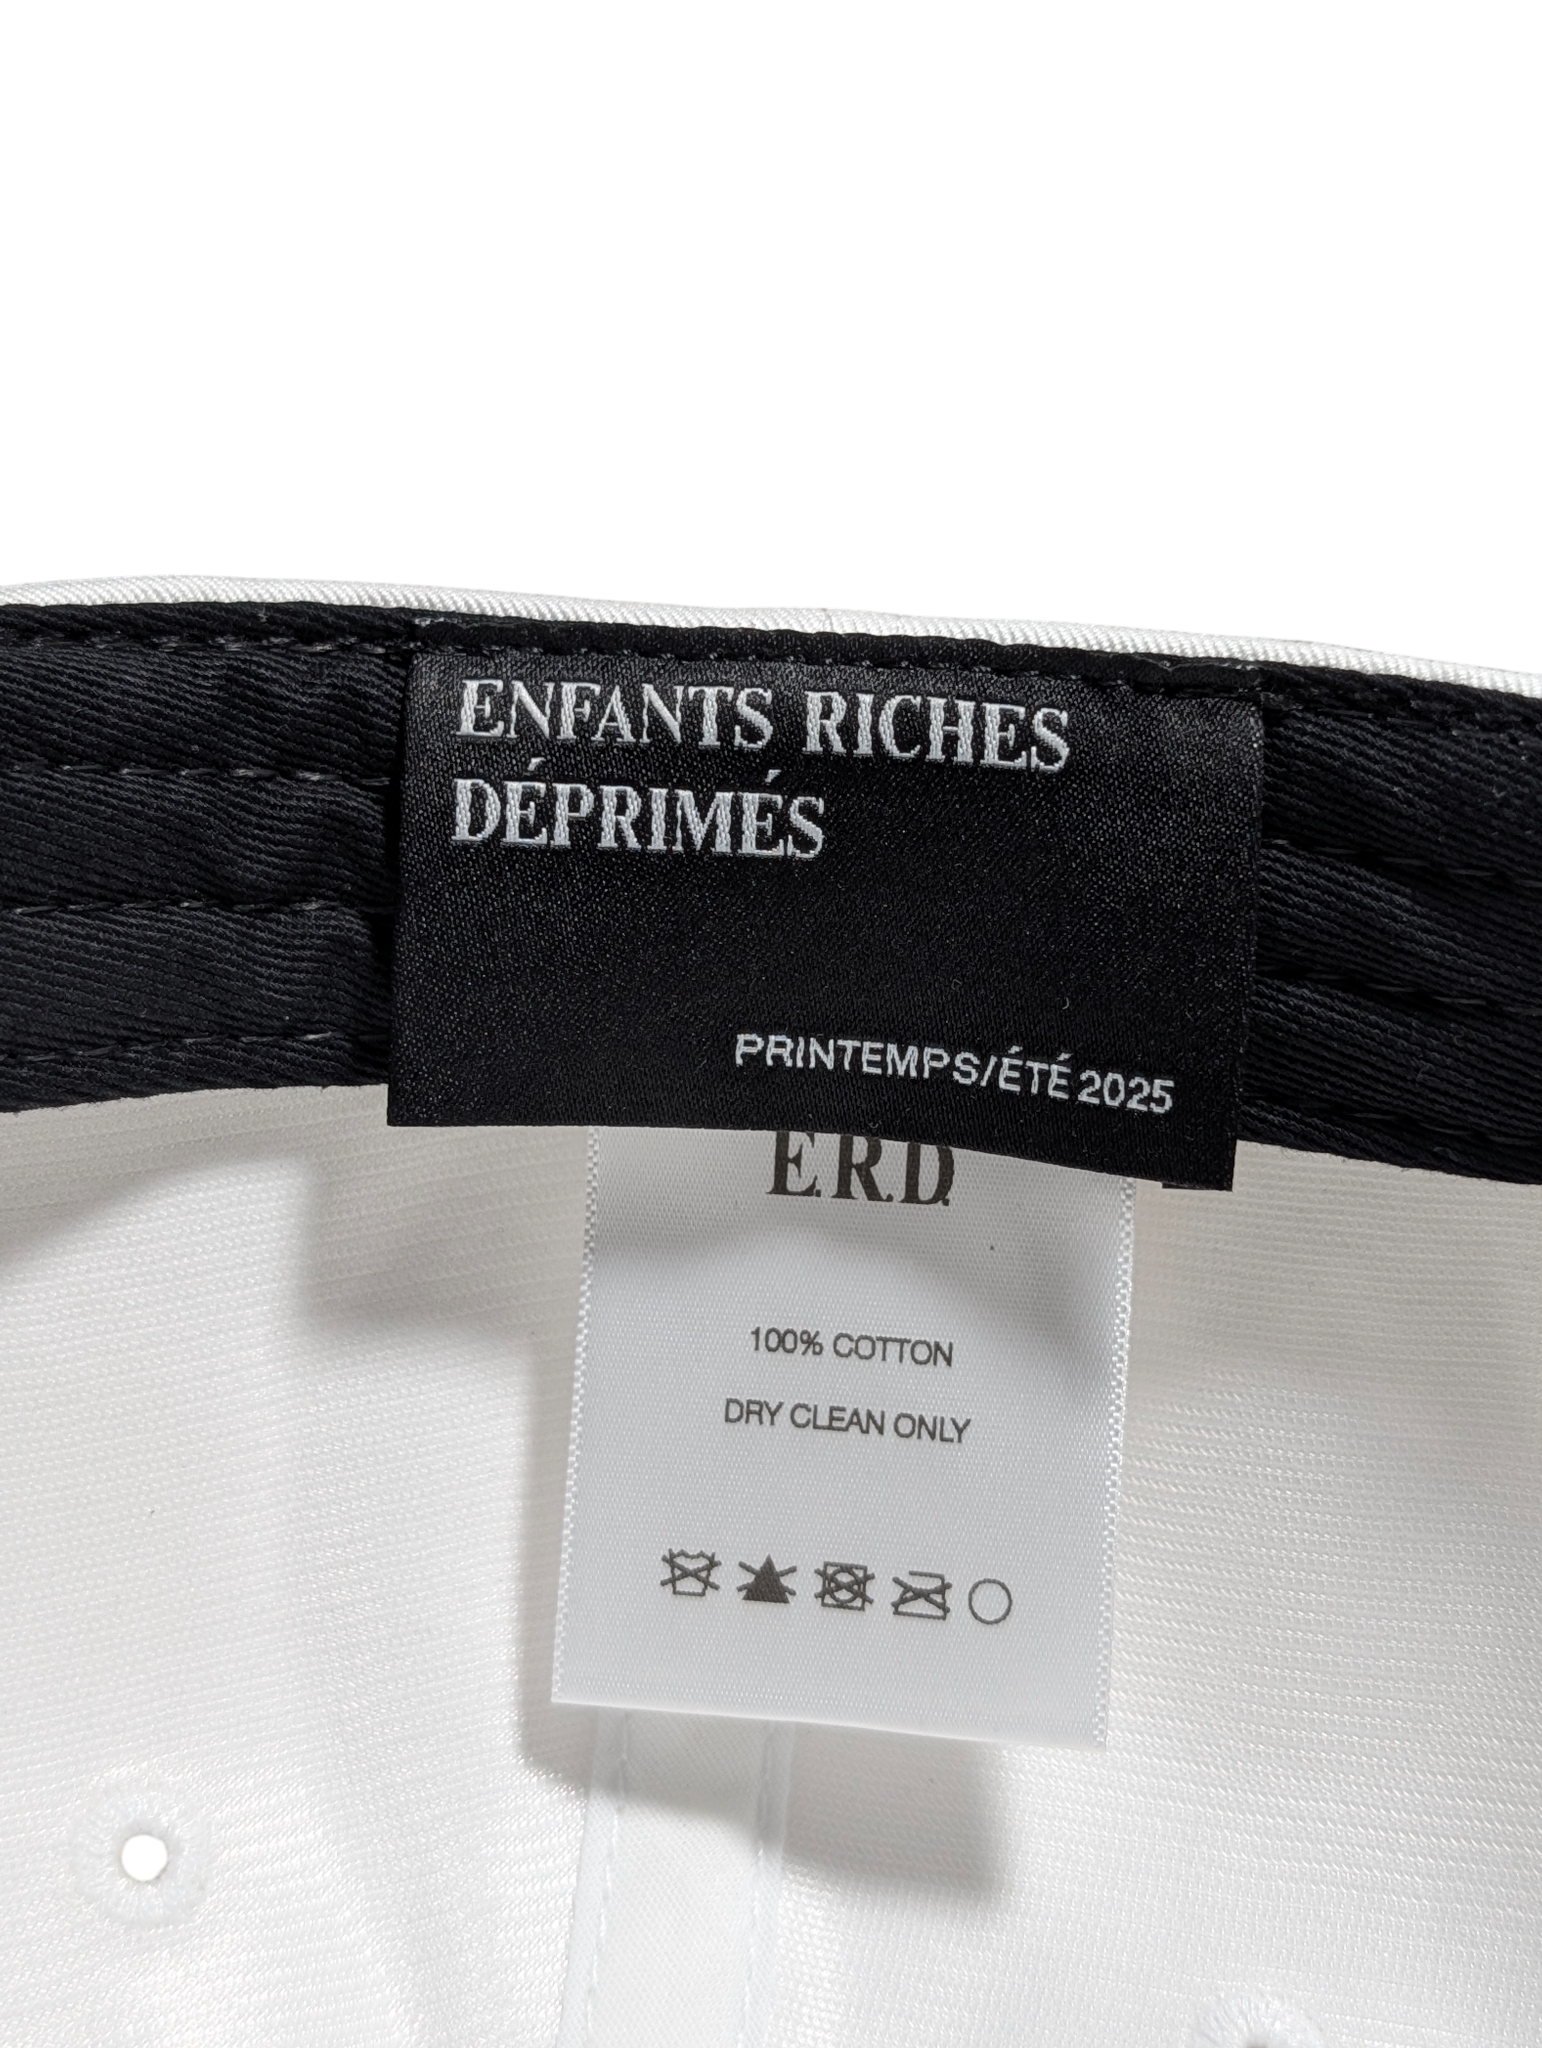 ENFANTS RICHES
DÉPRIMÉS
PRINTEMPS/ÉTÉ 2025
E.R.D.
100% COTTON
DRY CLEAN ONLY